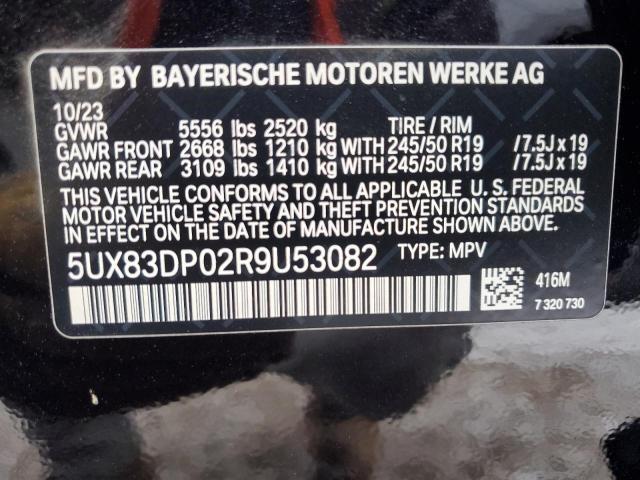 MFD BY BAYERISCHE MOTOREN WERKE AG
10/23
GVWR 5556 lbs 2520 kg TIRE / RIM
GAWR FRONT 2668 lbs 1210 kg WITH 245/50 R19 /7.5J x 19
GAWR REAR 3109 lbs 1410 kg WITH 245/50 R19 /7.5J x 19
THIS VEHICLE CONFORMS TO ALL APPLICABLE U.S. FEDERAL
MOTOR VEHICLE SAFETY AND THEFT PREVENTION STANDARDS
IN EFFECT ON THE DATE OF MANUFACTURE SHOWN ABOVE.
5UX83DP02R9U53082 TYPE: MPV
416M
7 320 730